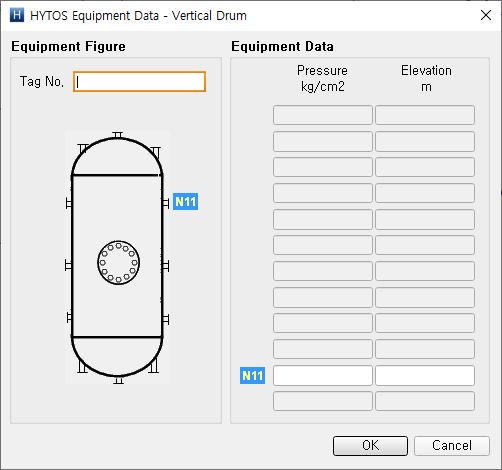 H HYTOS Equipment Data - Vertical Drum
Equipment Figure
Equipment Data
Tag No.
Pressure
kg/cm2
Elevation
m
N11
N11
OK
Cancel